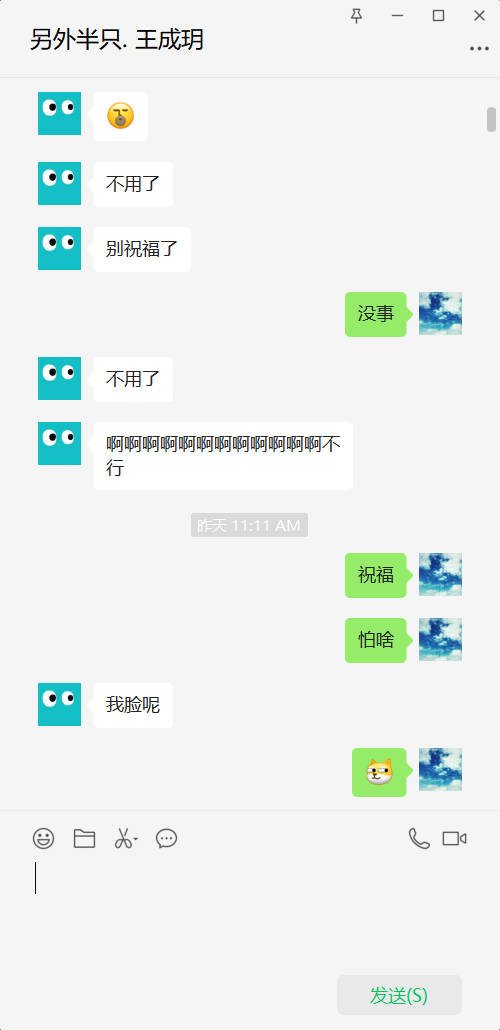 另外半只. 王成玥
不用了
别祝福了
没事
不用了
啊啊啊啊啊啊啊啊啊啊啊啊不
行
昨天 11:11 AM
祝福
怕啥
我脸呢
发送(S)